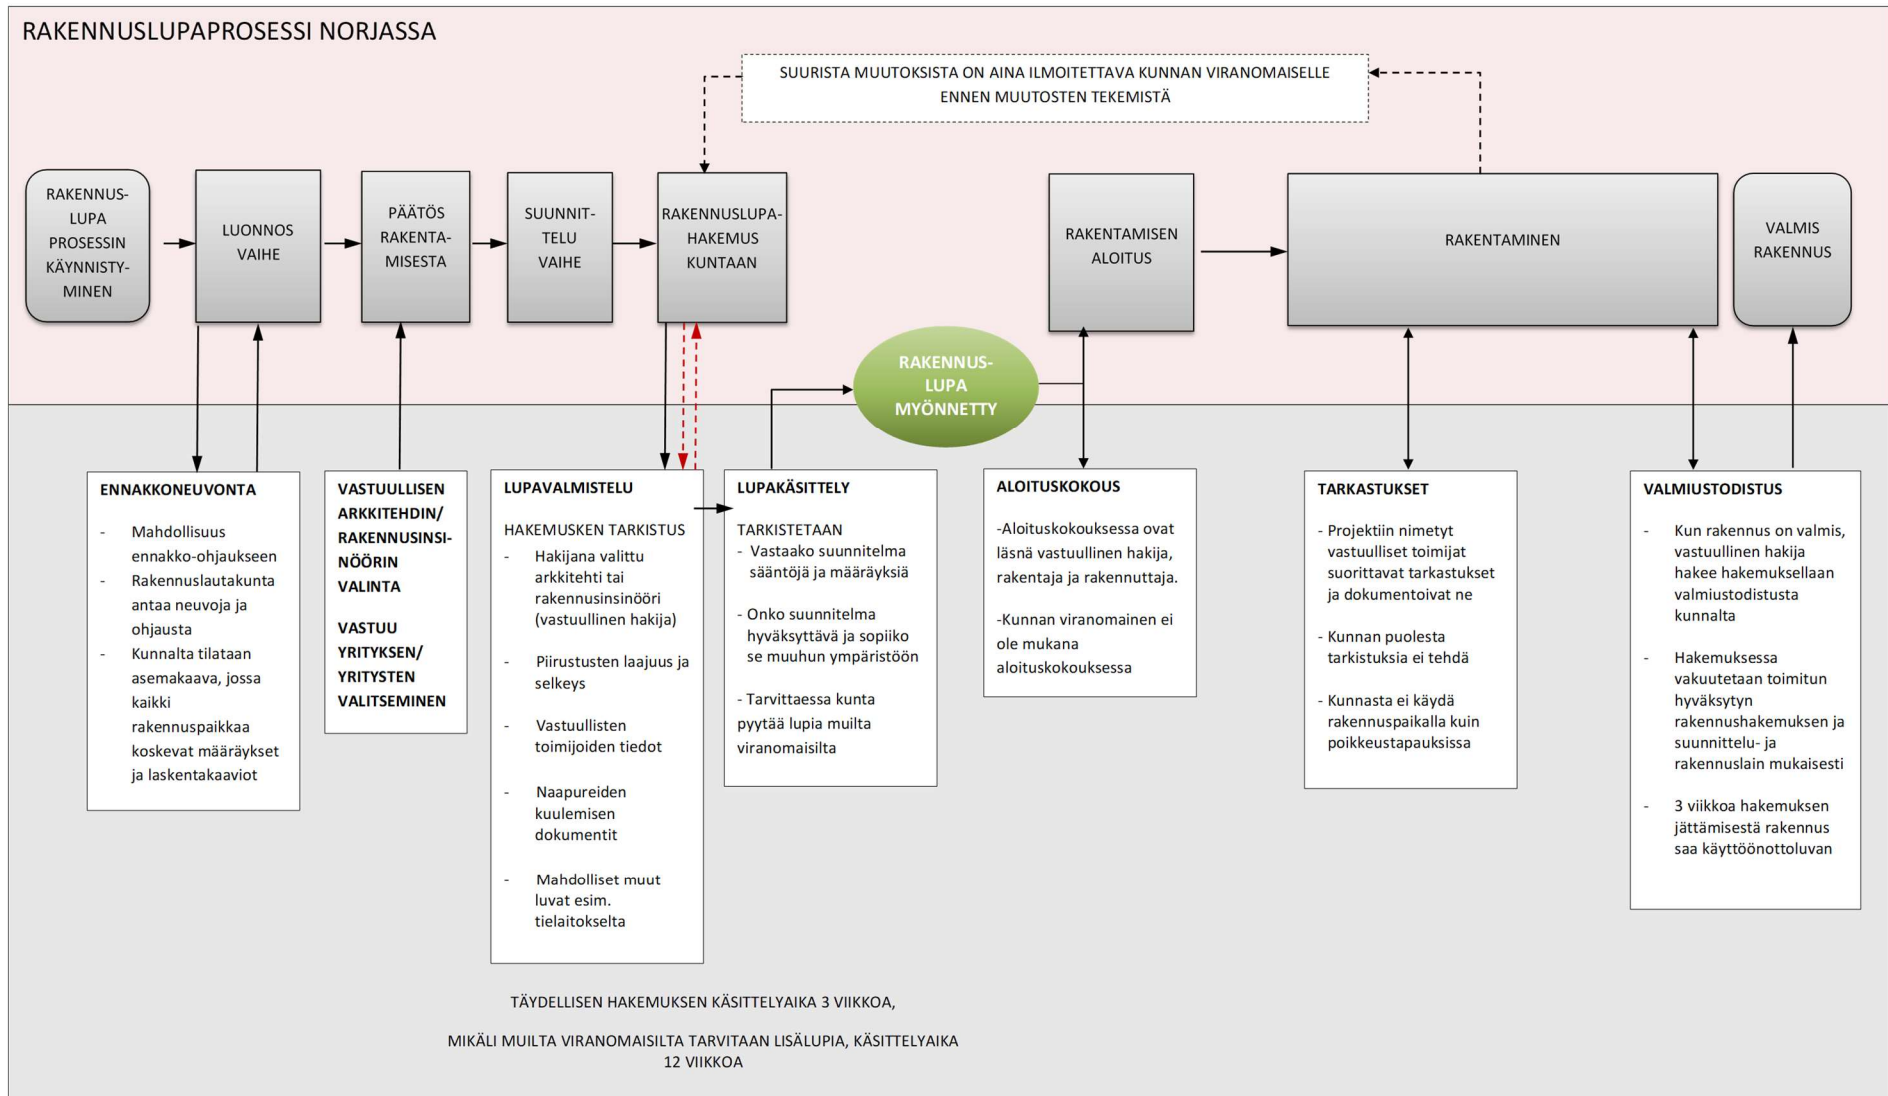 RAKENNUSLUPAPROSESSI NORJASSA
SUURISTA MUUTOKSISTA ON AINA ILMOITETTAVA KUNNAN VIRANOMAISELLE
ENNEN MUUTOSTEN TEKEMISTÄ
RAKENNUS-
LUPA
PROSESSIN
KÄYNNISTY-
MINEN
LUONNOS
VAIHE
PÄÄTÖS
RAKENTA-
MISESTA
SUUNNIT-
TELU
VAIHE
RAKENNUSLUPA-
HAKEMUS
KUNTAAN
RAKENTAMISEN
ALOITUS
RAKENTAMINEN
VALMIS
RAKENNUS
RAKENNUS-
LUPA
MYÖNNETTY
ENNAKKONEUVONTA
- Mahdollisuus
ennakko-ohjaukseen
- Rakennuslautakunta
antaa neuvoja ja
ohjausta
- Kunnalta tilataan
asemakaava, jossa
kaikki
rakennuspaikkaa
koskevat määräykset
ja laskentakaaviot
VASTUULLISEN
ARKKITEHDIN/
RAKENNUSINSI-
NÖÖRIN
VALINTA
VASTUU
YRITYKSEN/
YRITYSTEN
VALITSEMINEN
LUPAVALMISTELU
HAKEMUSKEN TARKISTUS
- Hakijana valittu
arkkitehti tai
rakennusinsinööri
(vastuullinen hakija)
- Piirustusten laajuus ja
selkeys
- Vastuullisten
toimijoiden tiedot
- Naapureiden
kuulemisen
dokumentit
- Mahdolliset muut
luvat esim.
tielaitokselta
LUPAKÄSITTELY
TARKISTETAAN
- Vastaako suunnitelma
sääntöjä ja määräyksiä
- Onko suunnitelma
hyväksyttävä ja sopiiko
se muuhun ympäristöön
- Tarvittaessa kunta
pyytää lupia muilta
viranomaisilta
ALOITUSKOKOUS
-Aloituskokouksessa ovat
läsnä vastuullinen hakija,
rakentaja ja rakennuttaja.
-Kunnan viranomainen ei
ole mukana
aloituskokouksessa
TARKASTUKSET
- Projektiin nimetyt
vastuulliset toimijat
suorittavat tarkastukset
ja dokumentoivat ne
- Kunnan puolesta
tarkistuksia ei tehdä
- Kunnasta ei käydä
rakennuspaikalla kuin
poikkeustapauksissa
VALMIUSTODISTUS
- Kun rakennus on valmis,
vastuullinen hakija
hakee hakemuksellaan
valmiustodistusta
kunnalta
- Hakemuksessa
vakuutetaan toimitun
hyväksytyn
rakennushakemuksen ja
suunnittelu- ja
rakennuslain mukaisesti
- 3 viikkoa hakemuksen
jättämisestä rakennus
saa käyttöönottoluvan
TÄYDELLISEN HAKEMUKSEN KÄSITTELYAIKA 3 VIIKKOA,
MIKÄLI MUILTA VIRANOMAISILTA TARVITAAN LISÄLUPIA, KÄSITTELYAIKA
12 VIIKKOA